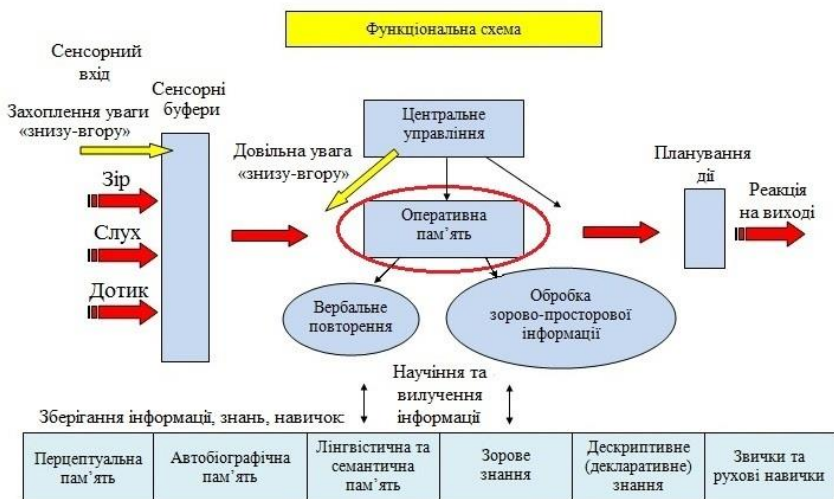 Функціональна схема
Сенсорний
вхід
Сенсорні
буфери
Захоплення уваги
«знизу-вгору»
Зір
Слух
Дотик
Центральне
управління
Довільна увага
«знизу-вгору»
Оперативна
пам’ять
Вербальне
повторення
Обробка
зорово-просторової
інформації
Планування
дії
Реакція
на виході
Научіння та
вилучення
інформації
Зберігання інформації, знань, навичок:
Перцептуальна
пам’ять
Автобіографічна
пам’ять
Лінгвістична та
семантична
пам’ять
Зорове
знання
Дескриптивне
(декларативне)
знання
Звички та
рухові навички